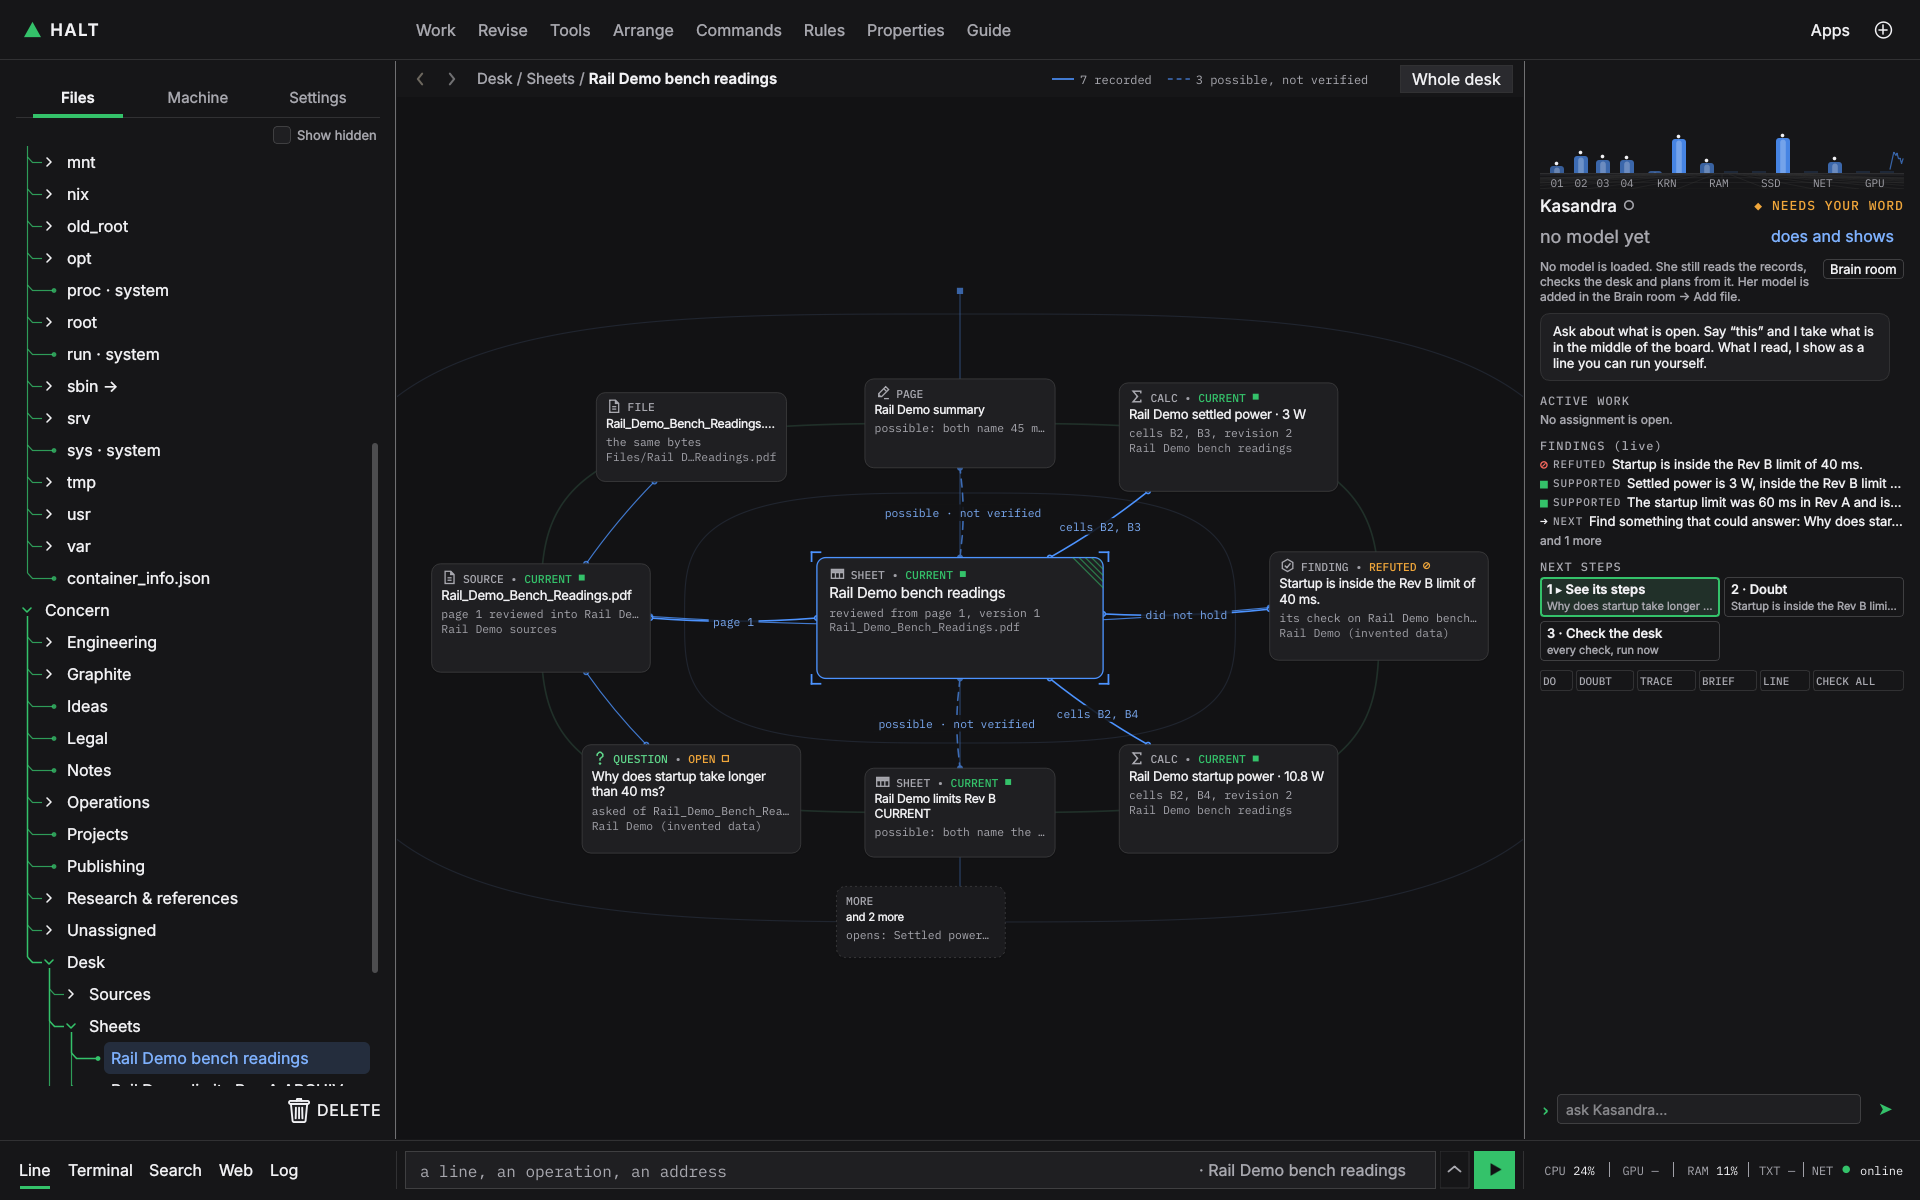 HALT
Work Revise Tools Arrange Commands Rules Properties Guide
Apps
Files Machine Settings
Show hidden
mnt
nix
old_root
opt
proc · system
root
run · system
sbin →
srv
sys · system
tmp
usr
var
container_info.json
Concern
Engineering
Graphite
Ideas
Legal
Notes
Operations
Projects
Publishing
Research & references
Unassigned
Desk
Sources
Sheets
Rail Demo bench readings
DELETE
Desk / Sheets / Rail Demo bench readings
7 recorded
3 possible, not verified
Whole desk
FILE
Rail_Demo_Bench_Readings....
the same bytes
Files/Rail D…Readings.pdf
PAGE
Rail Demo summary
possible: both name 45 m…
CALC • CURRENT
Rail Demo settled power · 3 W
cells B2, B3, revision 2
Rail Demo bench readings
possible · not verified
cells B2, B3
SOURCE • CURRENT
Rail_Demo_Bench_Readings.pdf
page 1 reviewed into Rail De…
Rail Demo sources
page 1
SHEET • CURRENT
Rail Demo bench readings
reviewed from page 1, version 1
Rail_Demo_Bench_Readings.pdf
did not hold
FINDING • REFUTED
Startup is inside the Rev B limit of
40 ms.
its check on Rail Demo bench…
Rail Demo (invented data)
possible · not verified
cells B2, B4
QUESTION • OPEN
Why does startup take longer
than 40 ms?
asked of Rail_Demo_Bench_Rea…
Rail Demo (invented data)
SHEET • CURRENT
Rail Demo limits Rev B
CURRENT
possible: both name the …
CALC • CURRENT
Rail Demo startup power · 10.8 W
cells B2, B4, revision 2
Rail Demo bench readings
MORE
and 2 more
opens: Settled power…
01 02 03 04 KRN RAM SSD NET GPU
Kasandra
NEEDS YOUR WORD
no model yet
does and shows
No model is loaded. She still reads the records,
checks the desk and plans from it. Her model is
added in the Brain room → Add file.
Brain room
Ask about what is open. Say “this” and I take what is
in the middle of the board. What I read, I show as a
line you can run yourself.
ACTIVE WORK
No assignment is open.
FINDINGS (live)
REFUTED Startup is inside the Rev B limit of 40 ms.
SUPPORTED Settled power is 3 W, inside the Rev B limit ...
SUPPORTED The startup limit was 60 ms in Rev A and is...
→ NEXT Find something that could answer: Why does star...
and 1 more
NEXT STEPS
1 ▸ See its steps
Why does startup take longer ...
2 · Doubt
Startup is inside the Rev B limi...
3 · Check the desk
every check, run now
DO DOUBT TRACE BRIEF LINE CHECK ALL
ask Kasandra...
Line Terminal Search Web Log
a line, an operation, an address
· Rail Demo bench readings
CPU 24% GPU — RAM 11% TXT — NET online